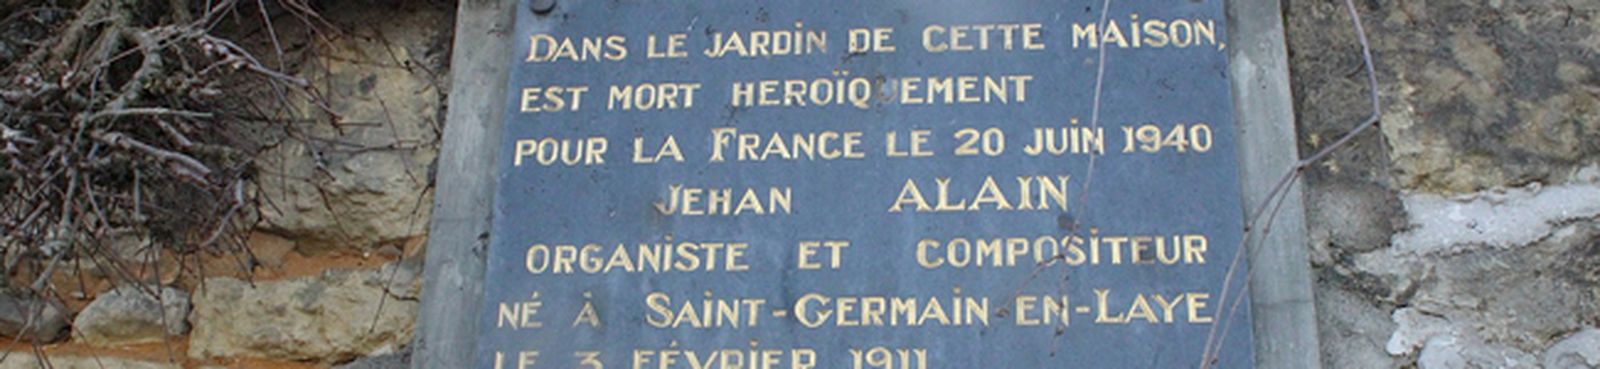 DANS LE JARDIN DE CETTE MAISON,
EST MORT HEROÏQUEMENT
POUR LA FRANCE LE 20 JUIN 1940
JEHAN ALAIN
ORGANISTE ET COMPOSITEUR
NÉ À SAINT-GERMAIN-EN-LAYE
LE 3 FÉVRIER 1911